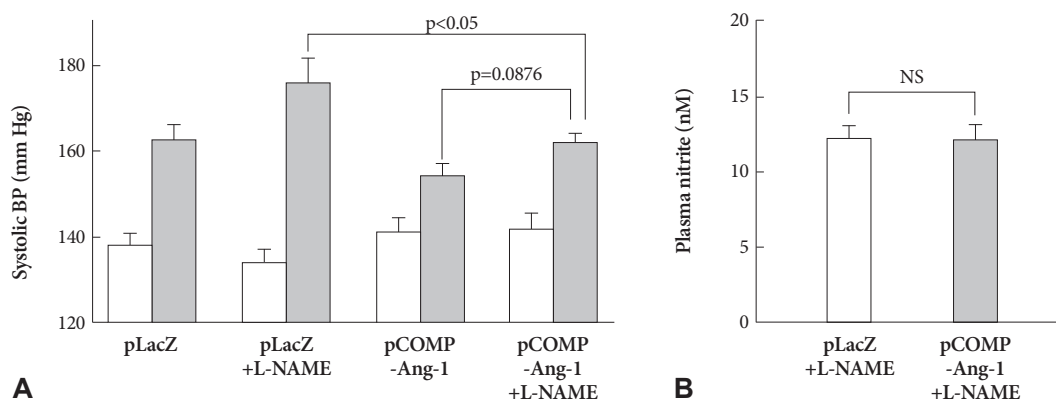 Systolic BP (mm Hg)
180
160
140
120
p<0.05
p=0.0876
pLacZ
pLacZ
+L-NAME
pCOMP
-Ang-1
pCOMP
-Ang-1
+L-NAME
A
Plasma nitrite (nM)
20
15
10
5
0
NS
pLacZ
+L-NAME
pCOMP
-Ang-1
+L-NAME
B